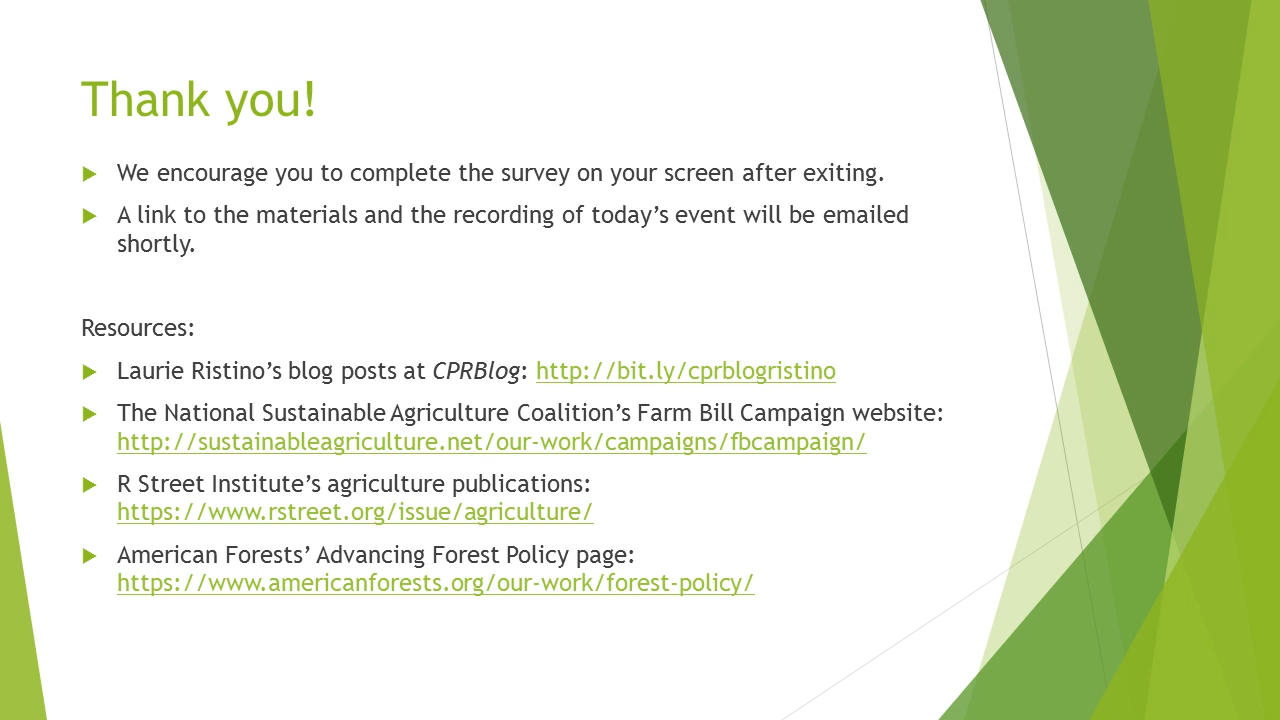 Thank you!
We encourage you to complete the survey on your screen after exiting.
A link to the materials and the recording of today’s event will be emailed
shortly.
Resources:
Laurie Ristino’s blog posts at CPRBlog: http://bit.ly/cprblogristino
The National Sustainable Agriculture Coalition’s Farm Bill Campaign website:
http://sustainableagriculture.net/our-work/campaigns/fbcampaign/
R Street Institute’s agriculture publications:
https://www.rstreet.org/issue/agriculture/
American Forests’ Advancing Forest Policy page:
https://www.americanforests.org/our-work/forest-policy/